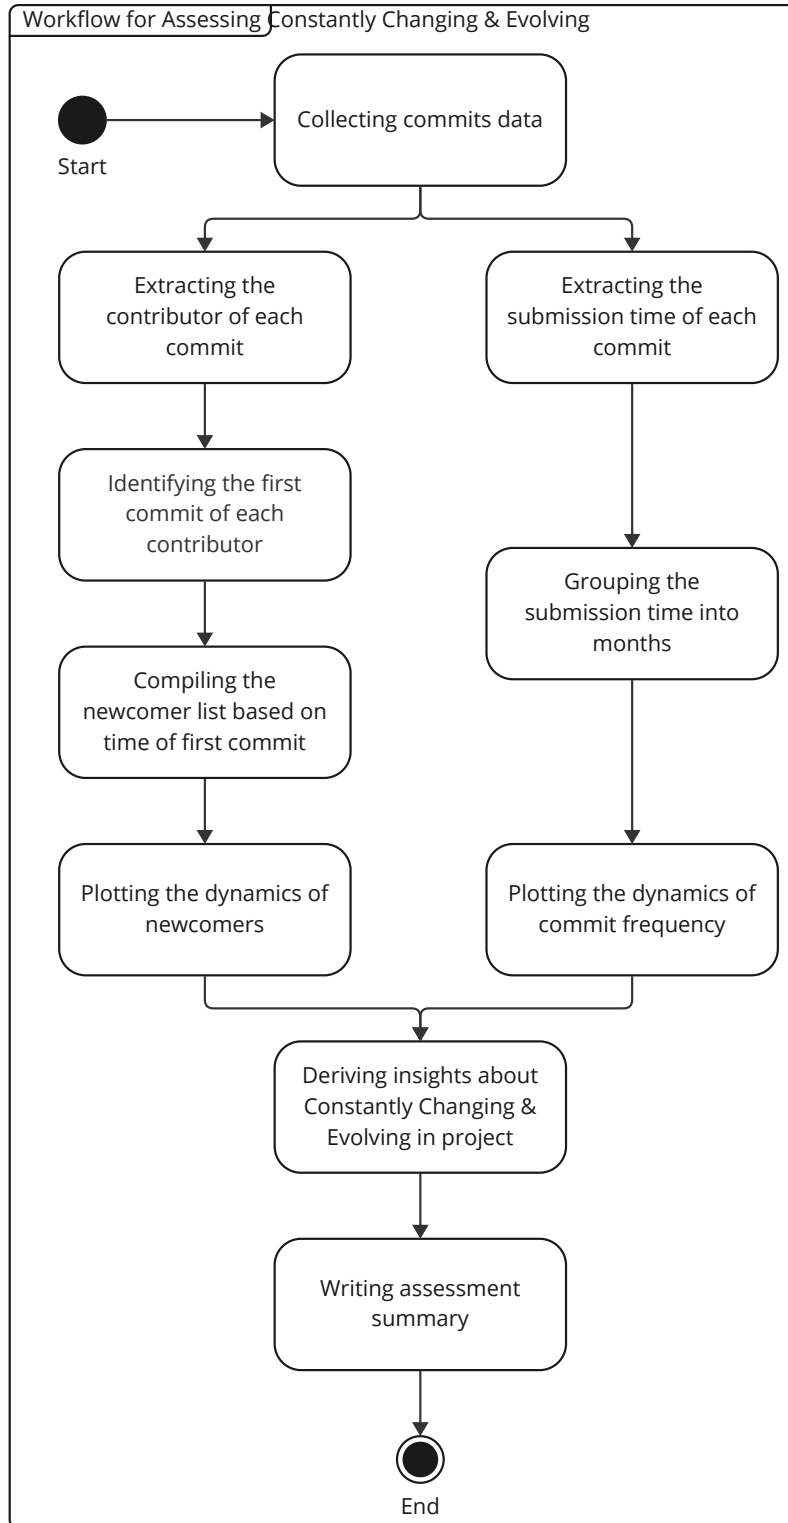 Workflow for Assessing Constantly Changing & Evolving
Collecting commits data
Start
Extracting the
contributor of each
commit
Extracting the
submission time of each
commit
Identifying the first
commit of each
contributor
Grouping the
submission time into
months
Compiling the
newcomer list based on
time of first commit
Plotting the dynamics of
newcomers
Plotting the dynamics of
commit frequency
Deriving insights about
Constantly Changing &
Evolving in project
Writing assessment
summary
End